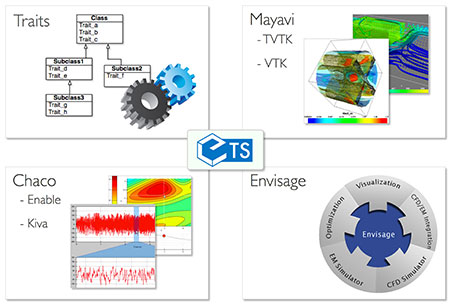 Traits
Class
Trait_a
Trait_b
Trait_c
Subclass1
Trait_d
Trait_e
Subclass2
Trait_f
Subclass3
Trait_g
Trait_h
Mayavi
- TVTK
- VTK
eTS
Chaco
- Enable
- Kiva
Envisage
Visualization
CFD/EM Integration
CFD Simulator
EM Simulator
Optimization
Envisage